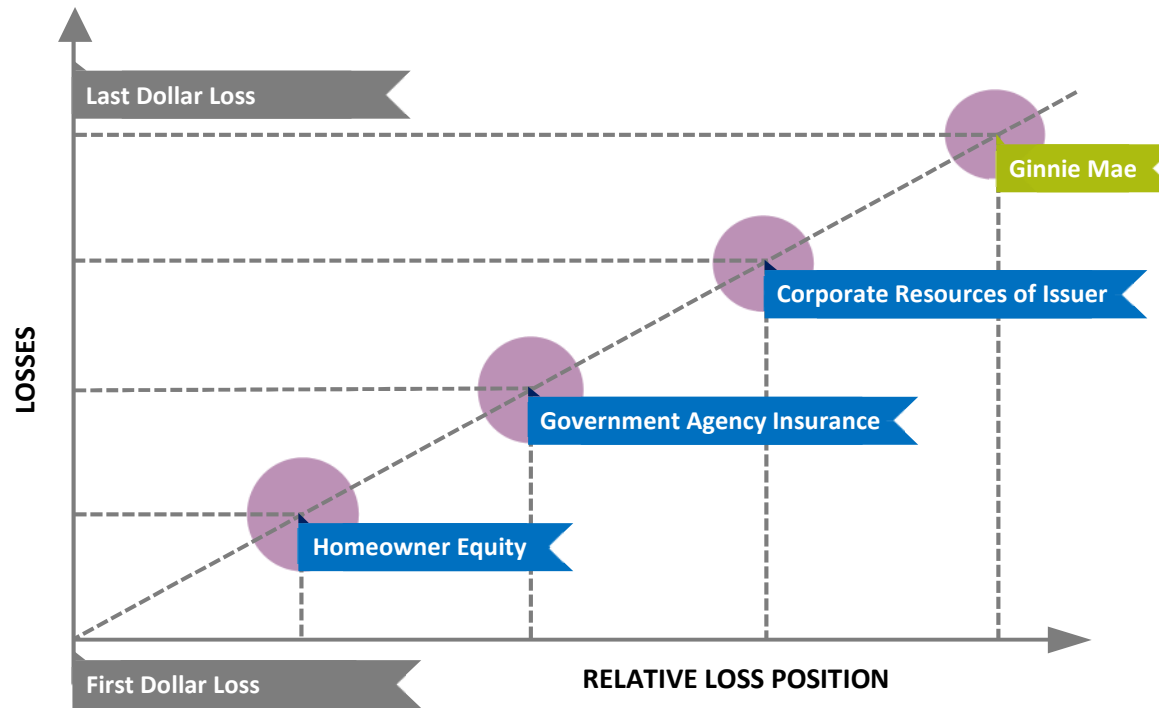 Last Dollar Loss
Ginnie Mae
Corporate Resources of Issuer
LOSSES
Government Agency Insurance
Homeowner Equity
First Dollar Loss
RELATIVE LOSS POSITION